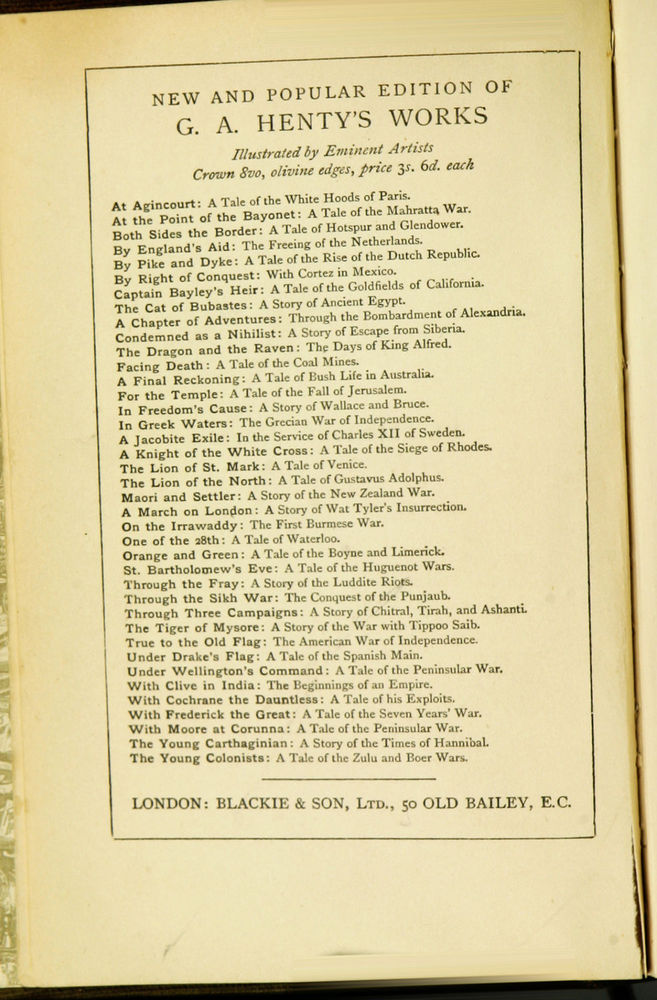 NEW AND POPULAR EDITION OF
G. A. HENTY'S WORKS
Illustrated by Eminent Artists
Crown 8vo, olivine edges, price 3s. 6d. each
At Agincourt: A Tale of the White Hoods of Paris.
At the Point of the Bayonet: A Tale of the Mahratta War.
Both Sides the Border: A Tale of Hotspur and Glendower.
By England's Aid: The Freeing of the Netherlands.
By Pike and Dyke: A Tale of the Rise of the Dutch Republic.
By Right of Conquest: With Cortez in Mexico.
Captain Bayley's Heir: A Tale of the Goldfields of California.
The Cat of Bubastes: A Story of Ancient Egypt.
A Chapter of Adventures: Through the Bombardment of Alexandria.
Condemned as a Nihilist: A Story of Escape from Siberia.
The Dragon and the Raven: The Days of King Alfred.
Facing Death: A Tale of the Coal Mines.
A Final Reckoning: A Tale of Bush Life in Australia.
For the Temple: A Tale of the Fall of Jerusalem.
In Freedom's Cause: A Story of Wallace and Bruce.
In Greek Waters: The Grecian War of Independence.
A Jacobite Exile: In the Service of Charles XII of Sweden.
A Knight of the White Cross: A Tale of the Siege of Rhodes.
The Lion of St. Mark: A Tale of Venice.
The Lion of the North: A Tale of Gustavus Adolphus.
Maori and Settler: A Story of the New Zealand War.
A March on London: A Story of Wat Tyler's Insurrection.
On the Irrawaddy: The First Burmese War.
One of the 28th: A Tale of Waterloo.
Orange and Green: A Tale of the Boyne and Limerick.
St. Bartholomew's Eve: A Tale of the Huguenot Wars.
Through the Fray: A Story of the Luddite Riots.
Through the Sikh War: The Conquest of the Punjaub.
Through Three Campaigns: A Story of Chitral, Tirah, and Ashanti.
The Tiger of Mysore: A Story of the War with Tippoo Saib.
True to the Old Flag: The American War of Independence.
Under Drake's Flag: A Tale of the Spanish Main.
Under Wellington's Command: A Tale of the Peninsular War.
With Clive in India: The Beginnings of an Empire.
With Cochrane the Dauntless: A Tale of his Exploits.
With Frederick the Great: A Tale of the Seven Years' War.
With Moore at Corunna: A Tale of the Peninsular War.
The Young Carthaginian: A Story of the Times of Hannibal.
The Young Colonists: A Tale of the Zulu and Boer Wars.
LONDON: BLACKIE & SON, LTD., 50 OLD BAILEY, E.C.